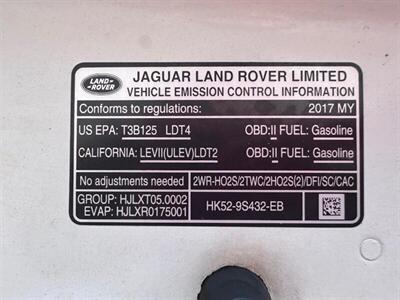 LAND ROVER
JAGUAR LAND ROVER LIMITED
VEHICLE EMISSION CONTROL INFORMATION
Conforms to regulations: 2017 MY
US EPA: T3B125 LDT4 OBD:II FUEL: Gasoline
CALIFORNIA: LEVII(ULEV)LDT2 OBD:II FUEL: Gasoline
No adjustments needed 2WR-HO2S/2TWC/2HO2S(2)/DFI/SC/CAC
GROUP: HJLXT05.0002
EVAP: HJLXR0175001
HK52-9S432-EB